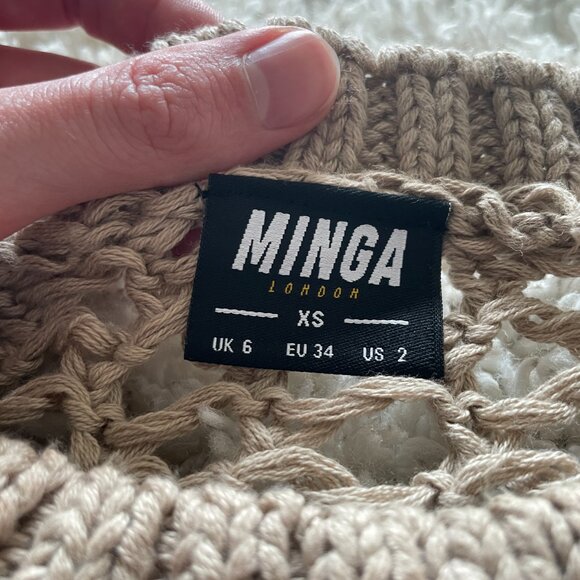 MINGA
LONDON
XS
UK 6 EU 34 US 2